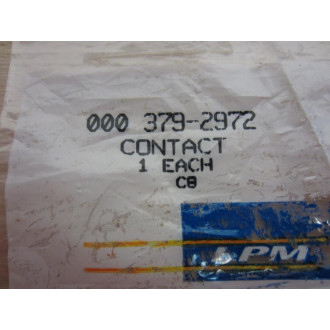 000 379-2972
CONTACT
1 EACH
C8
LPM